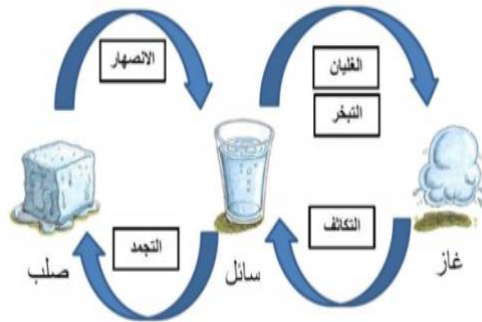 الانصهار
الغليان
التبخر
التكاثف
التجمد
غاز
سائل
صلب